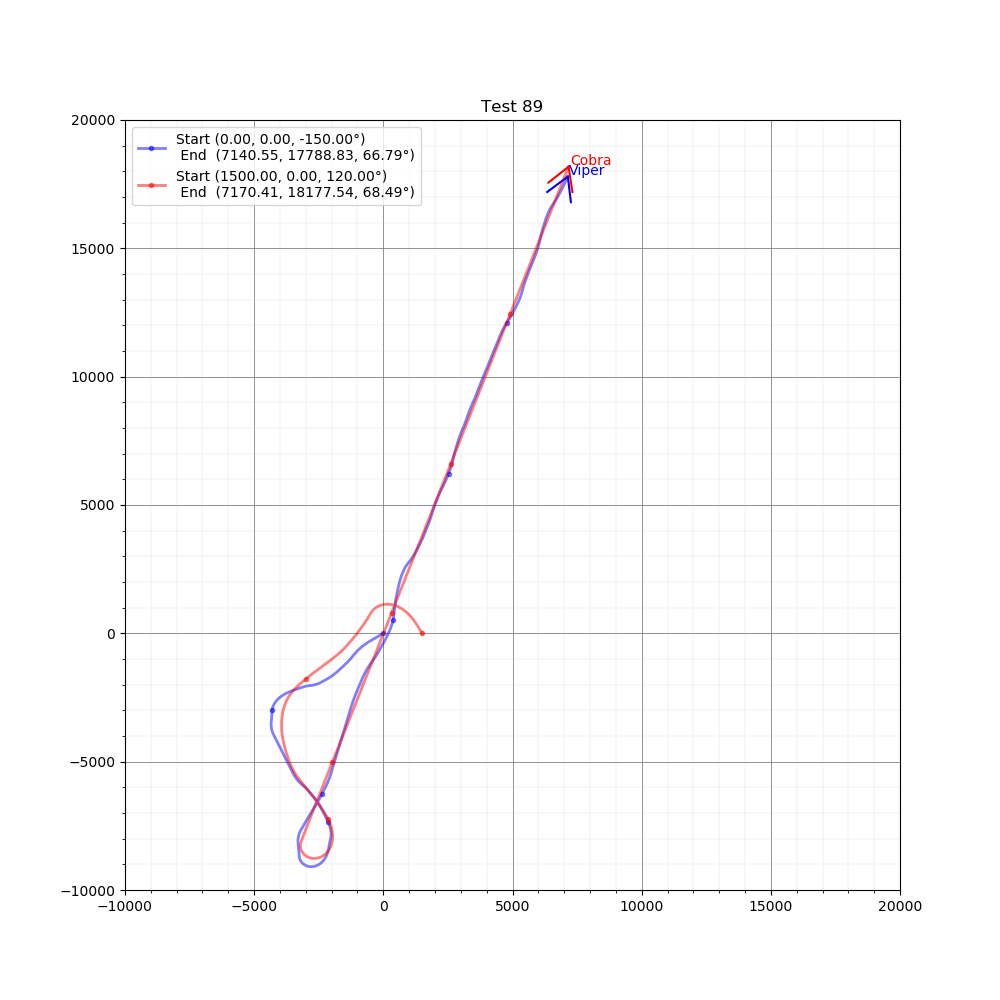 Test 89
Start (0.00, 0.00, -150.00°)
End (7140.55, 17788.83, 66.79°)
Start (1500.00, 0.00, 120.00°)
End (7170.41, 18177.54, 68.49°)
Cobra
Viper
20000
15000
10000
5000
0
−5000
−10000
−10000 −5000 0 5000 10000 15000 20000